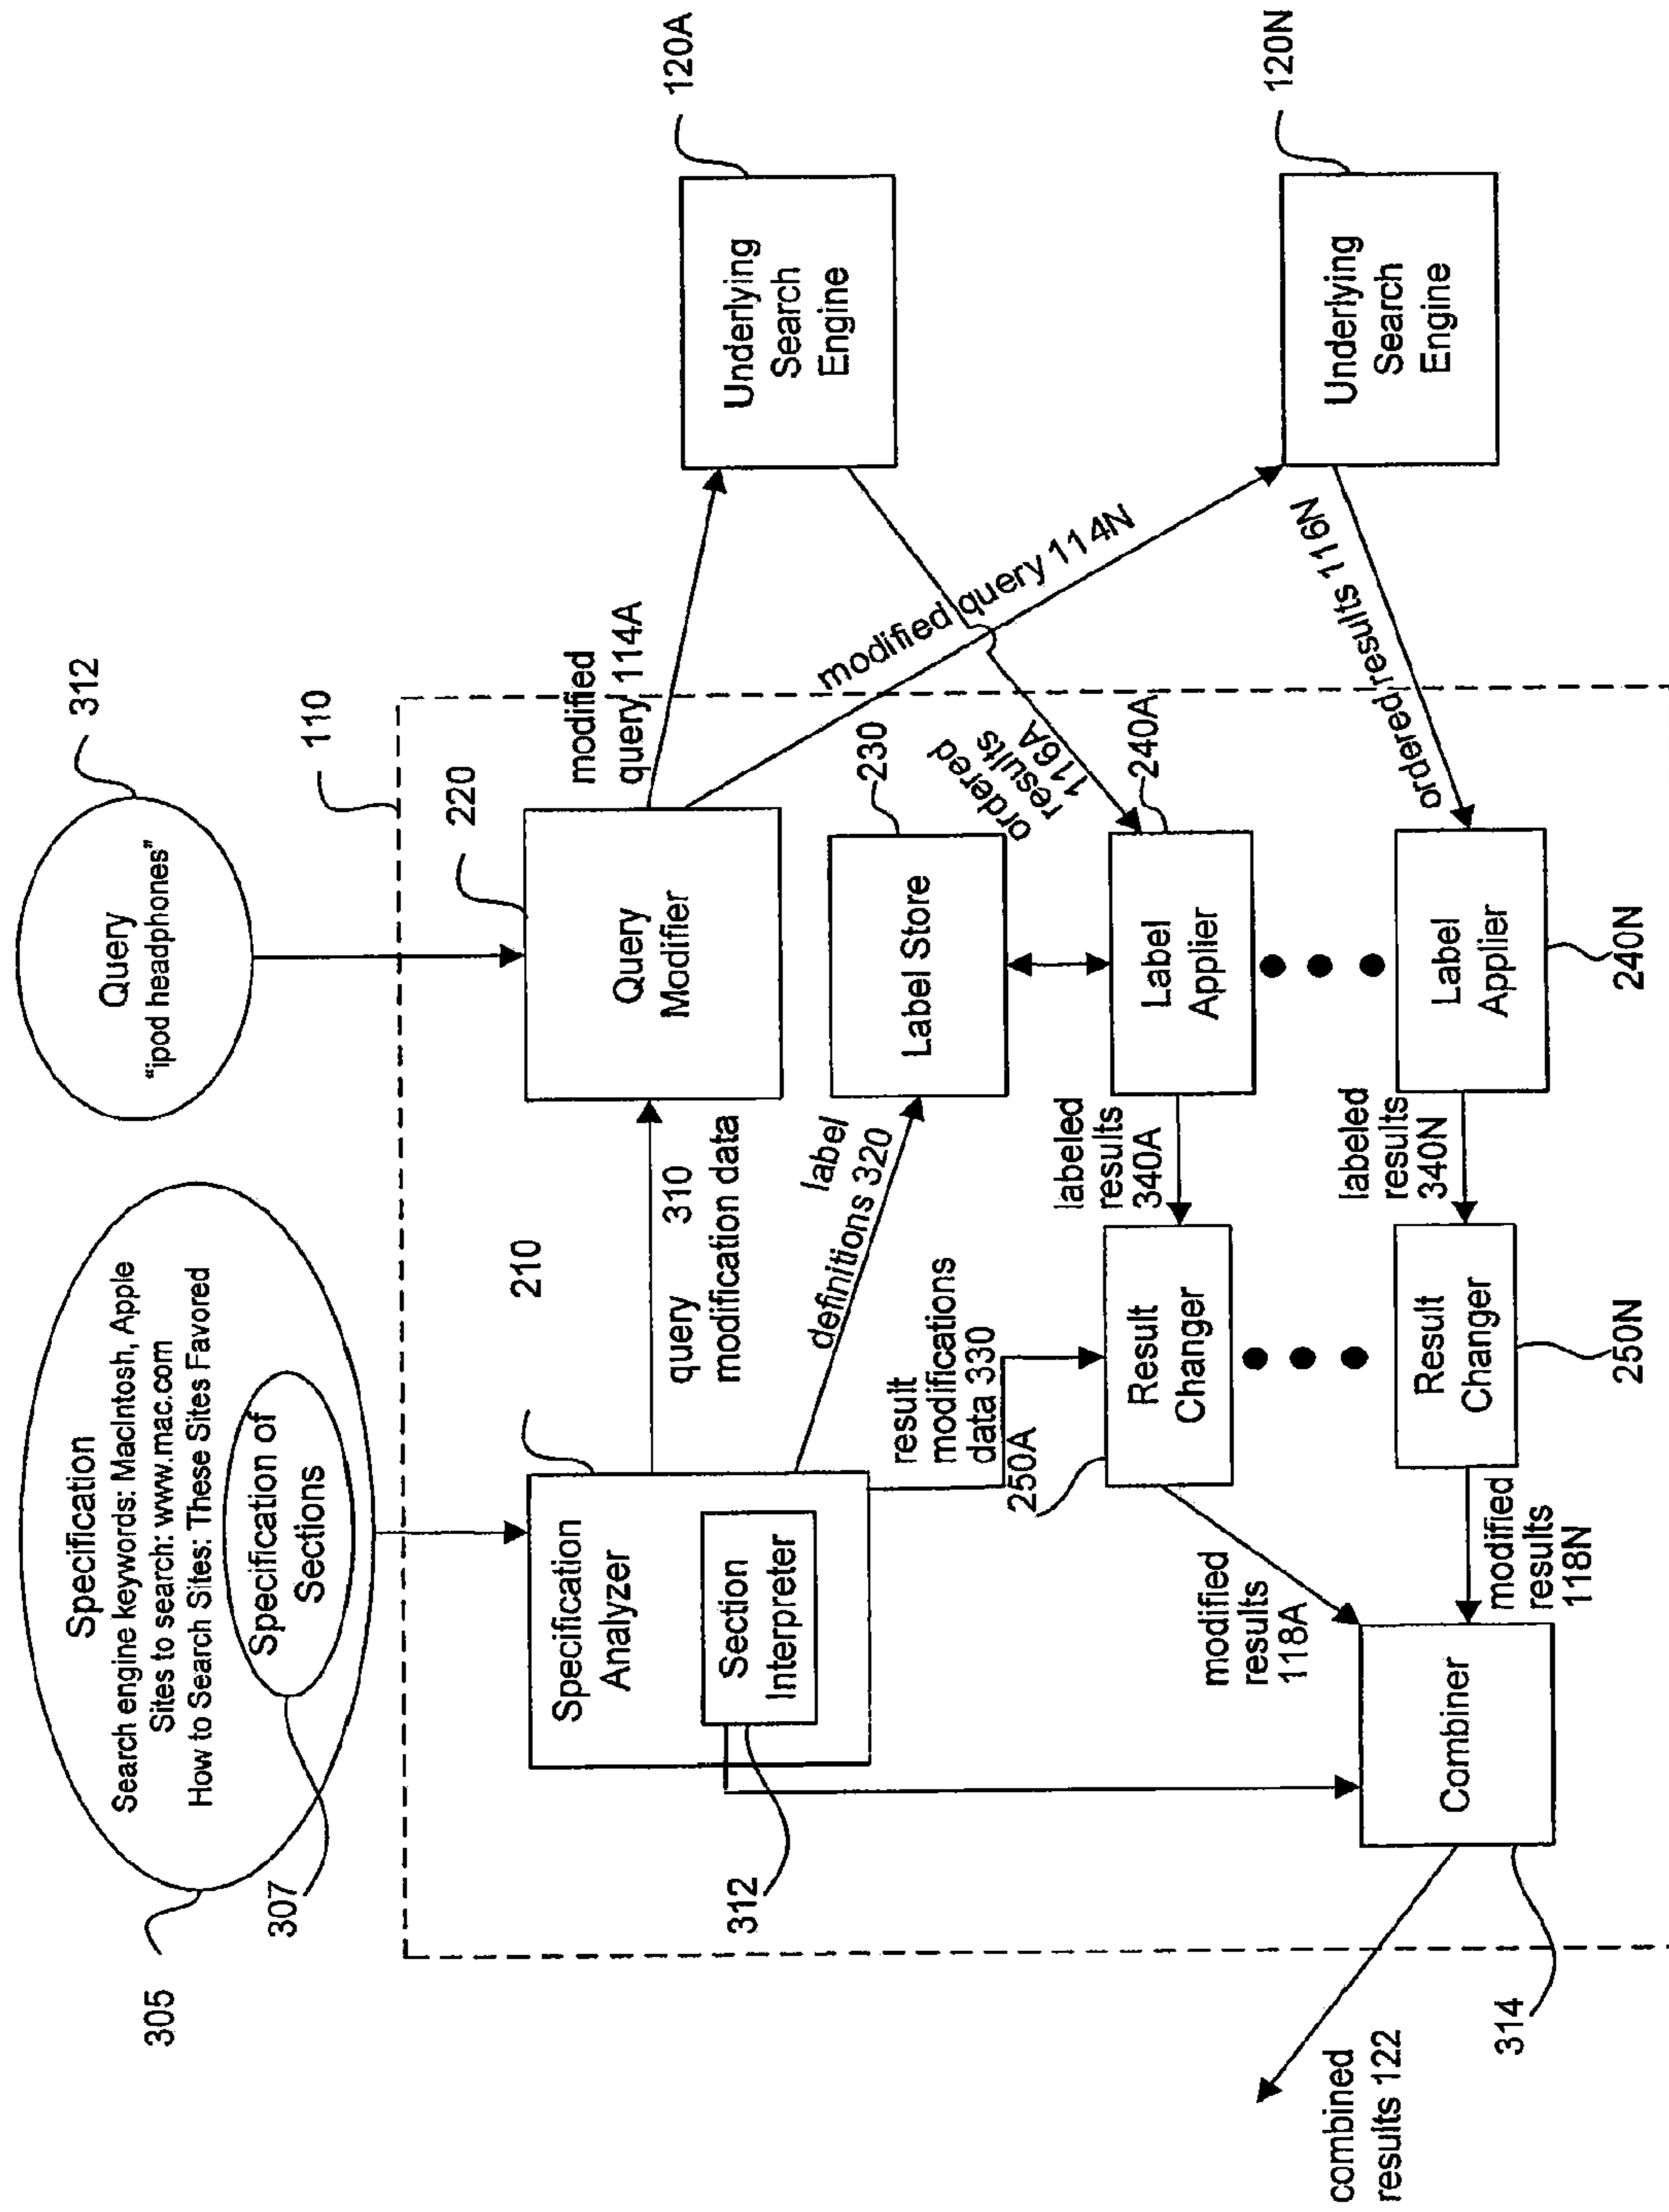 305
Specification
Search engine keywords: MacIntosh, Apple
Sites to search: www.mac.com
How to Search Sites: These Sites Favored
Specification of
Sections
307
Query
"ipod headphones"
312
110
210
Specification
Analyzer
Section
Interpreter
312
query 310
modification data
220
Query
Modifier
modified
query 114A
120A
Underlying
Search
Engine
label
definitions 320
Label Store
230
modified query 114N
result
modifications
data 330
ordered
results
116A
250A
Result
Changer
labeled
results
340A
Label
Applier
240A
modified
results
118A
120N
Underlying
Search
Engine
ordered results 116N
Combiner
314
modified
results
118N
Result
Changer
250N
labeled
results
340N
Label
Applier
240N
combined
results 122